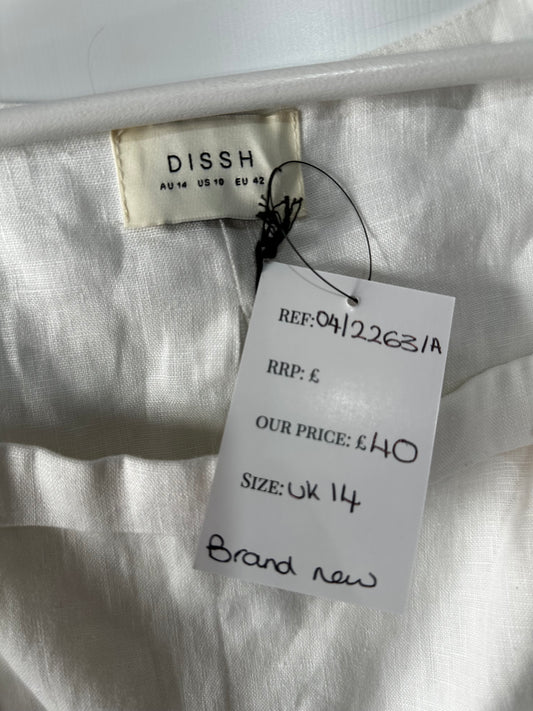 DISSH
AU 14 US 10 EU 42
REF: 04/2263/A
RRP: £
OUR PRICE: £40
SIZE: UK 14
Brand new